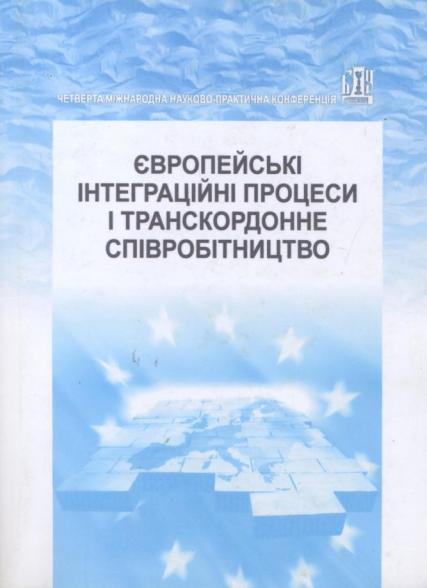 ЧЕТВЕРТА МІЖНАРОДНА НАУКОВО-ПРАКТИЧНА КОНФЕРЕНЦІЯ
ЄВРОПЕЙСЬКІ
ІНТЕГРАЦІЙНІ ПРОЦЕСИ
І ТРАНСКОРДОННЕ
СПІВРОБІТНИЦТВО